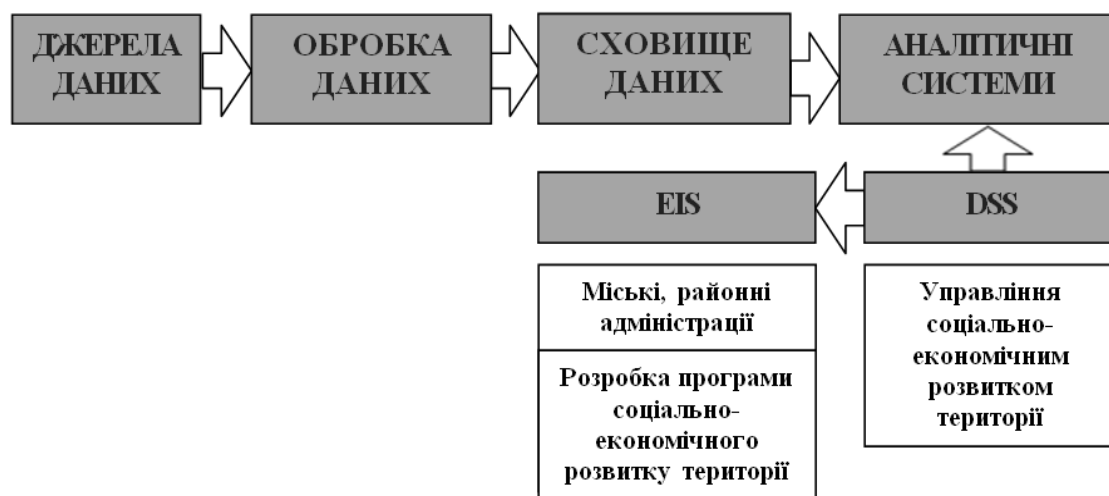 ДЖЕРЕЛА
ДАНИХ
ОБРОБКА
ДАНИХ
СХОВИЩЕ
ДАНИХ
АНАЛІТИЧНІ
СИСТЕМИ
EIS
DSS
Міські, районні
адміністрації
Розробка програми
соціально-
економічного
розвитку території
Управління
соціально-
економічним
розвитком
території